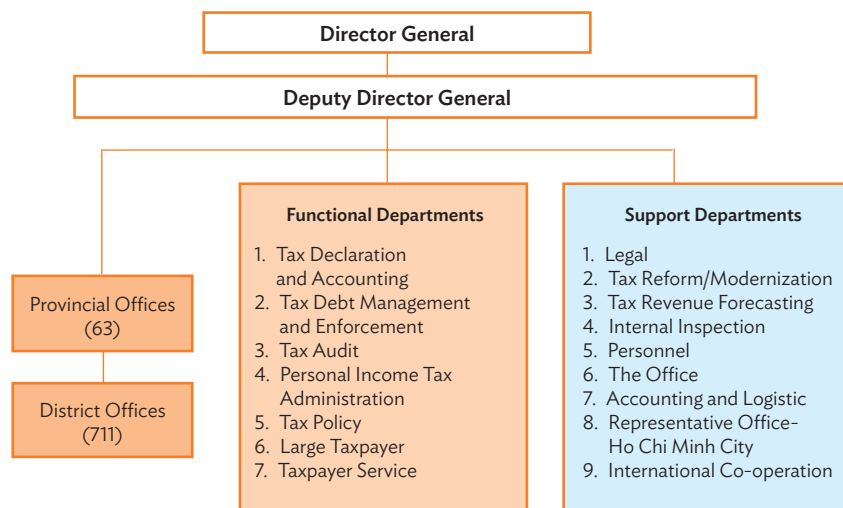 Director General
Deputy Director General
Provincial Offices
(63)
District Offices
(711)
Functional Departments
1. Tax Declaration
and Accounting
2. Tax Debt Management
and Enforcement
3. Tax Audit
4. Personal Income Tax
Administration
5. Tax Policy
6. Large Taxpayer
7. Taxpayer Service
Support Departments
1. Legal
2. Tax Reform/Modernization
3. Tax Revenue Forecasting
4. Internal Inspection
5. Personnel
6. The Office
7. Accounting and Logistic
8. Representative Office-
Ho Chi Minh City
9. International Co-operation